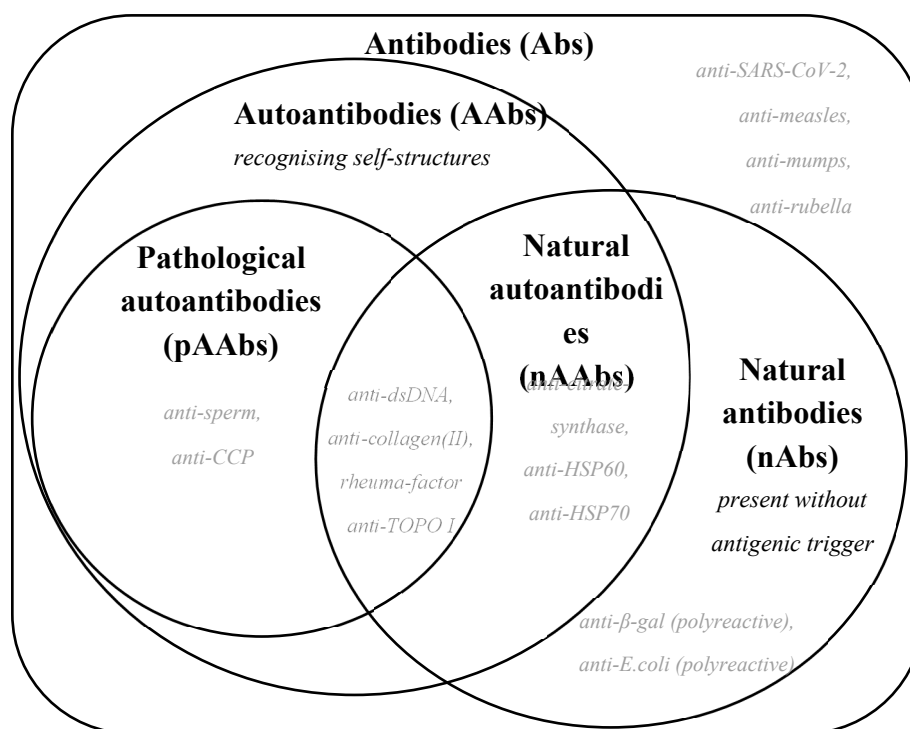 Antibodies (Abs)
anti-SARS-CoV-2,
anti-measles,
anti-mumps,
anti-rubella
Autoantibodies (AAbs)
recognising self-structures
Pathological
autoantibodies
(pAAbs)
anti-sperm,
anti-CCP
anti-dsDNA,
anti-collagen(II),
rheuma-factor
anti-TOPO I
Natural
autoantibodi
es
(nAAbs)
anti-citrate-
synthase,
anti-HSP60,
anti-HSP70
Natural
antibodies
(nAbs)
present without
antigenic trigger
anti-β-gal (polyreactive),
anti-E.coli (polyreactive)